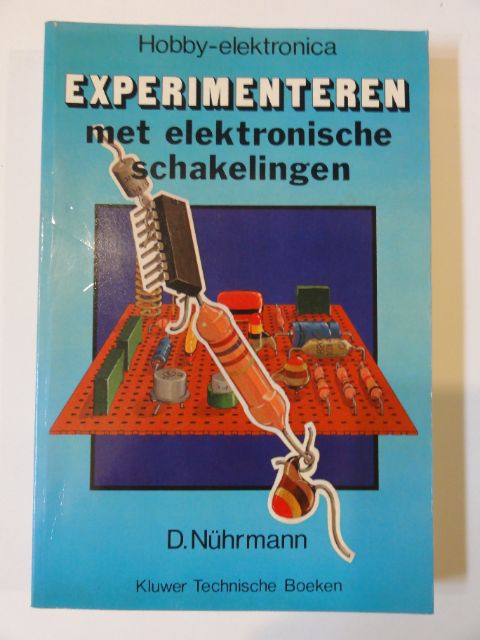 Hobby-elektronica
EXPERIMENTEREN
met elektronische
schakelingen
D. Nührmann
Kluwer Technische Boeken